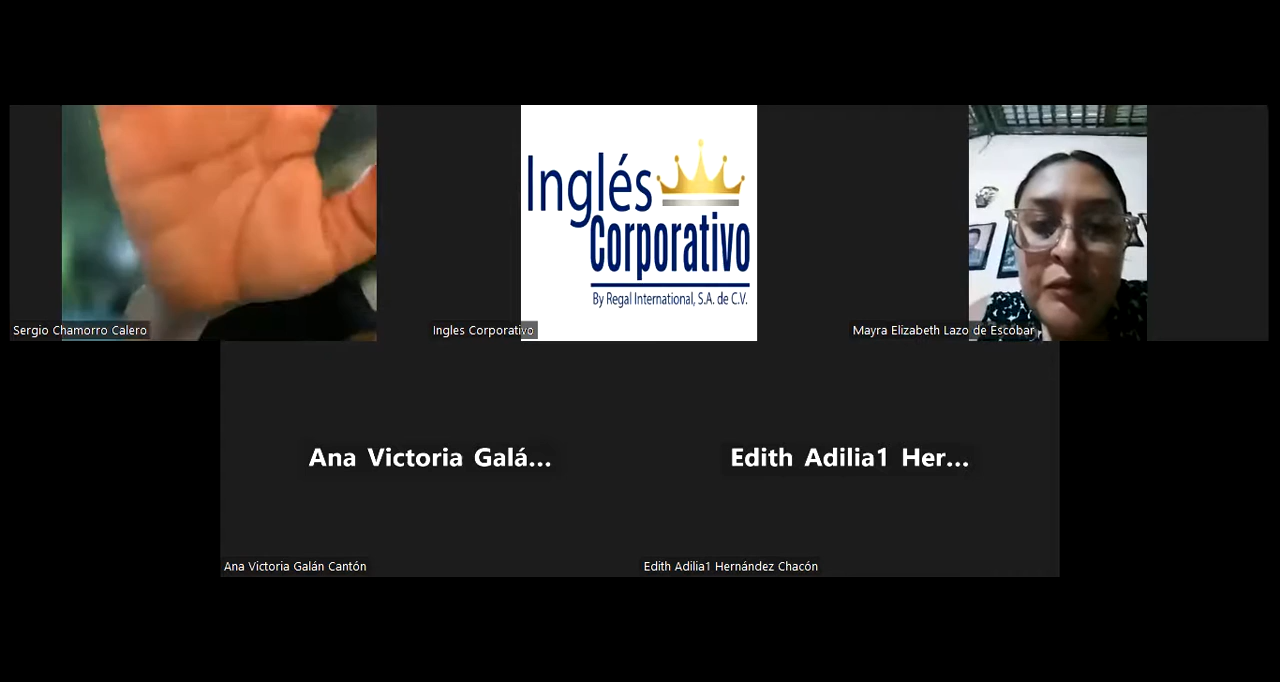 Inglés
Corporativo
By Regal International, S.A. de C.V.
Sergio Chamorro Calero
Ingles Corporativo
Mayra Elizabeth Lazo de Escobar
Ana Victoria Galá...
Edith Adilia1 Her...
Ana Victoria Galán Cantón
Edith Adilia1 Hernández Chacón